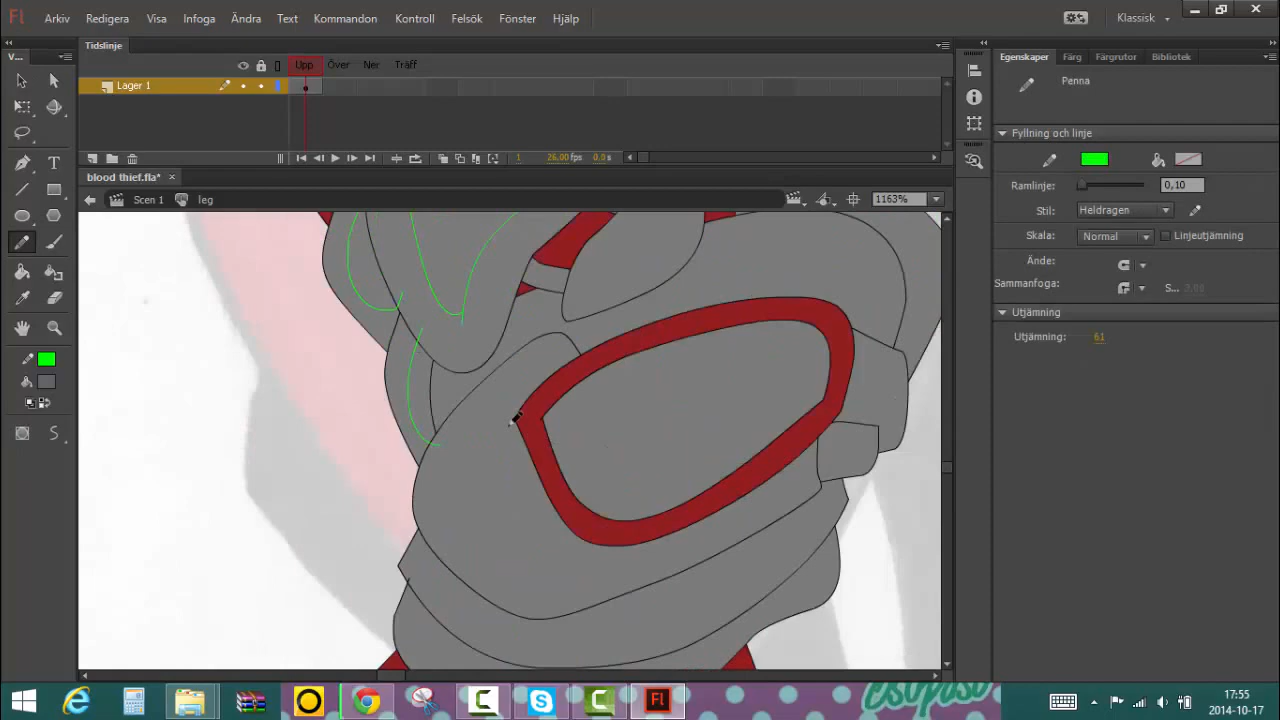 Fl Arkiv Redigera Visa Infoga Ändra Text Kommandon Kontroll Felsök Fönster Hjälp Klassisk
V... Tidslinje Egenskaper Färg Färgrutor Bibliotek
Upp Över Ner Träff
Lager 1
Penna
Fyllning och linje
1 26,00 fps 0,0 s
blood thief.fla* ×
Ramlinje: 0,10
Scen 1 leg 1163%
Stil: Heldragen
Skala: Normal Linjeutjämning
Ände:
Sammanfoga: S...
Utjämning
Utjämning: 61
Fl
17:55
2014-10-17